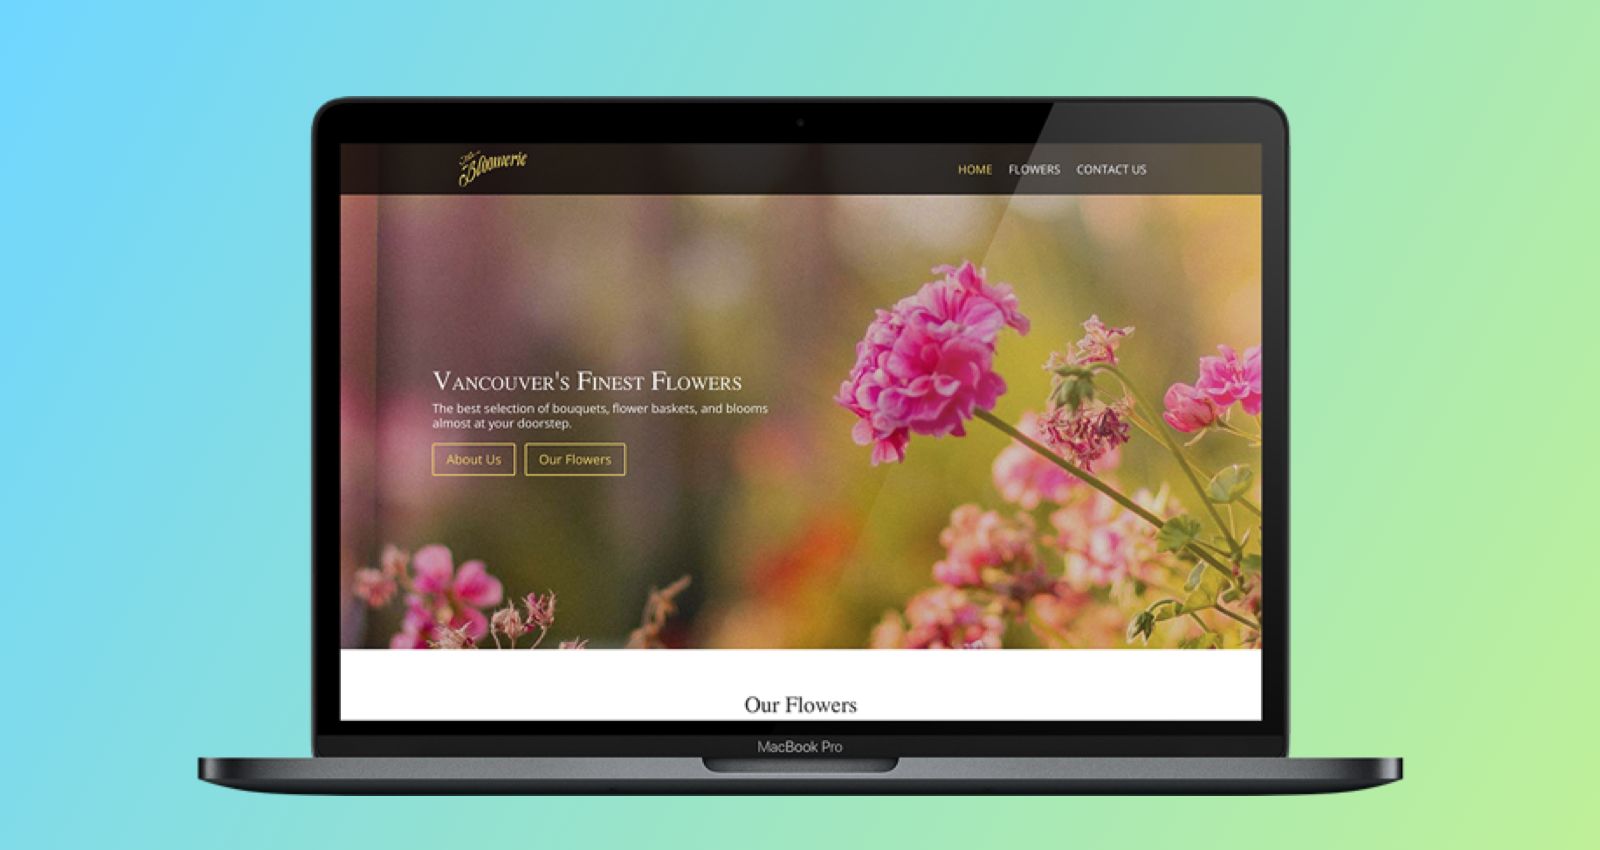 The
Bloomerie
HOME FLOWERS CONTACT US
Vancouver's Finest Flowers
The best selection of bouquets, flower baskets, and blooms
almost at your doorstep.
About Us Our Flowers
Our Flowers
MacBook Pro